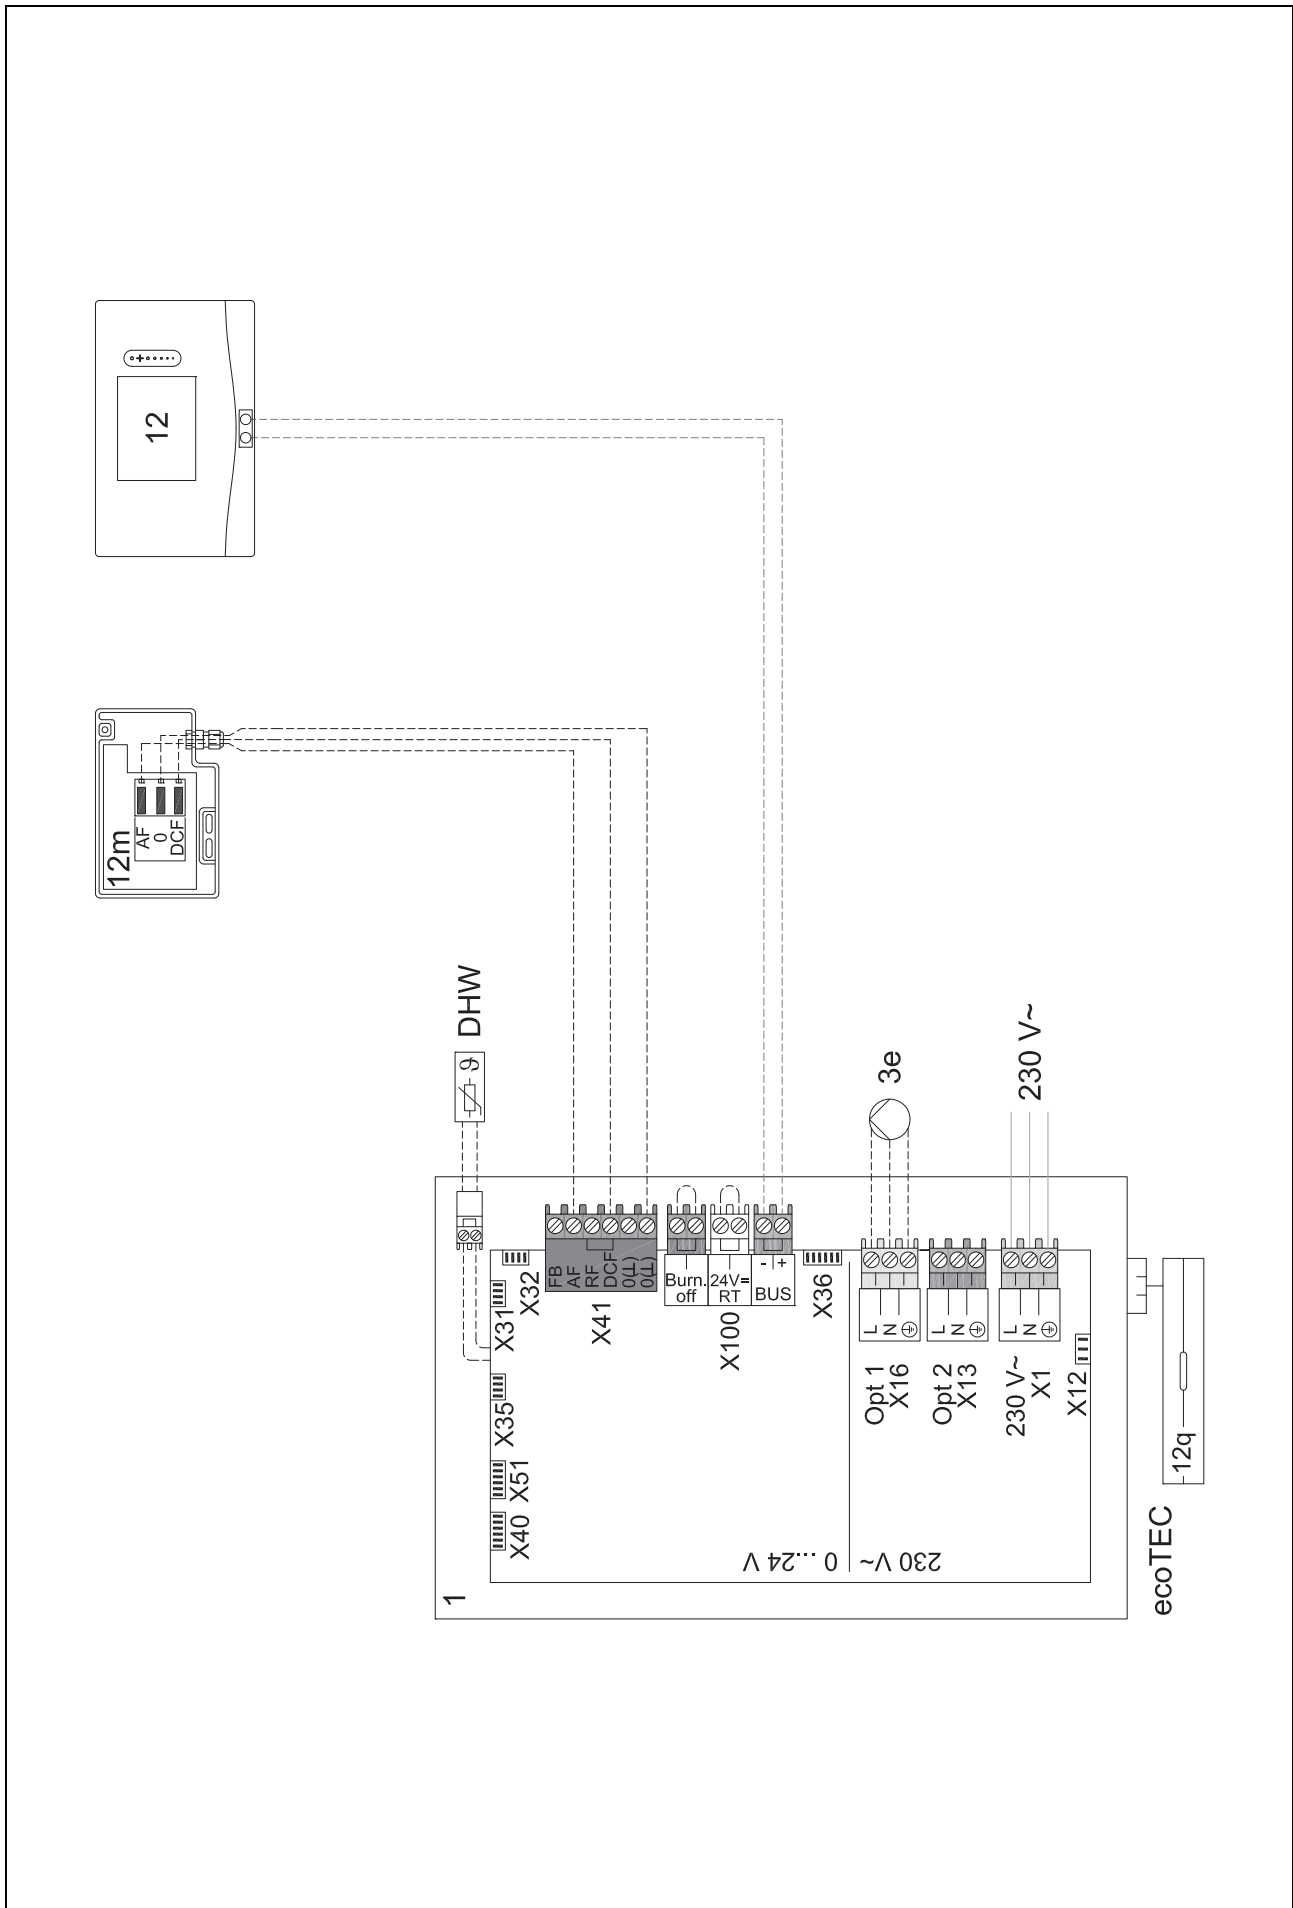 12
12m
AF
0
DCF
DHW
ϑ
1
X40
X51
X35
X31
X32
FB
AF
RF
DCF
0(⊥)
0(⊥)
X41
Burn.
off
24V=
RT
X100
- +
BUS
X36
0...24 V
230 V~
L
N
Opt 1
X16
3e
L
N
Opt 2
X13
L
N
230 V~
X1
230 V~
X12
12q
ecoTEC